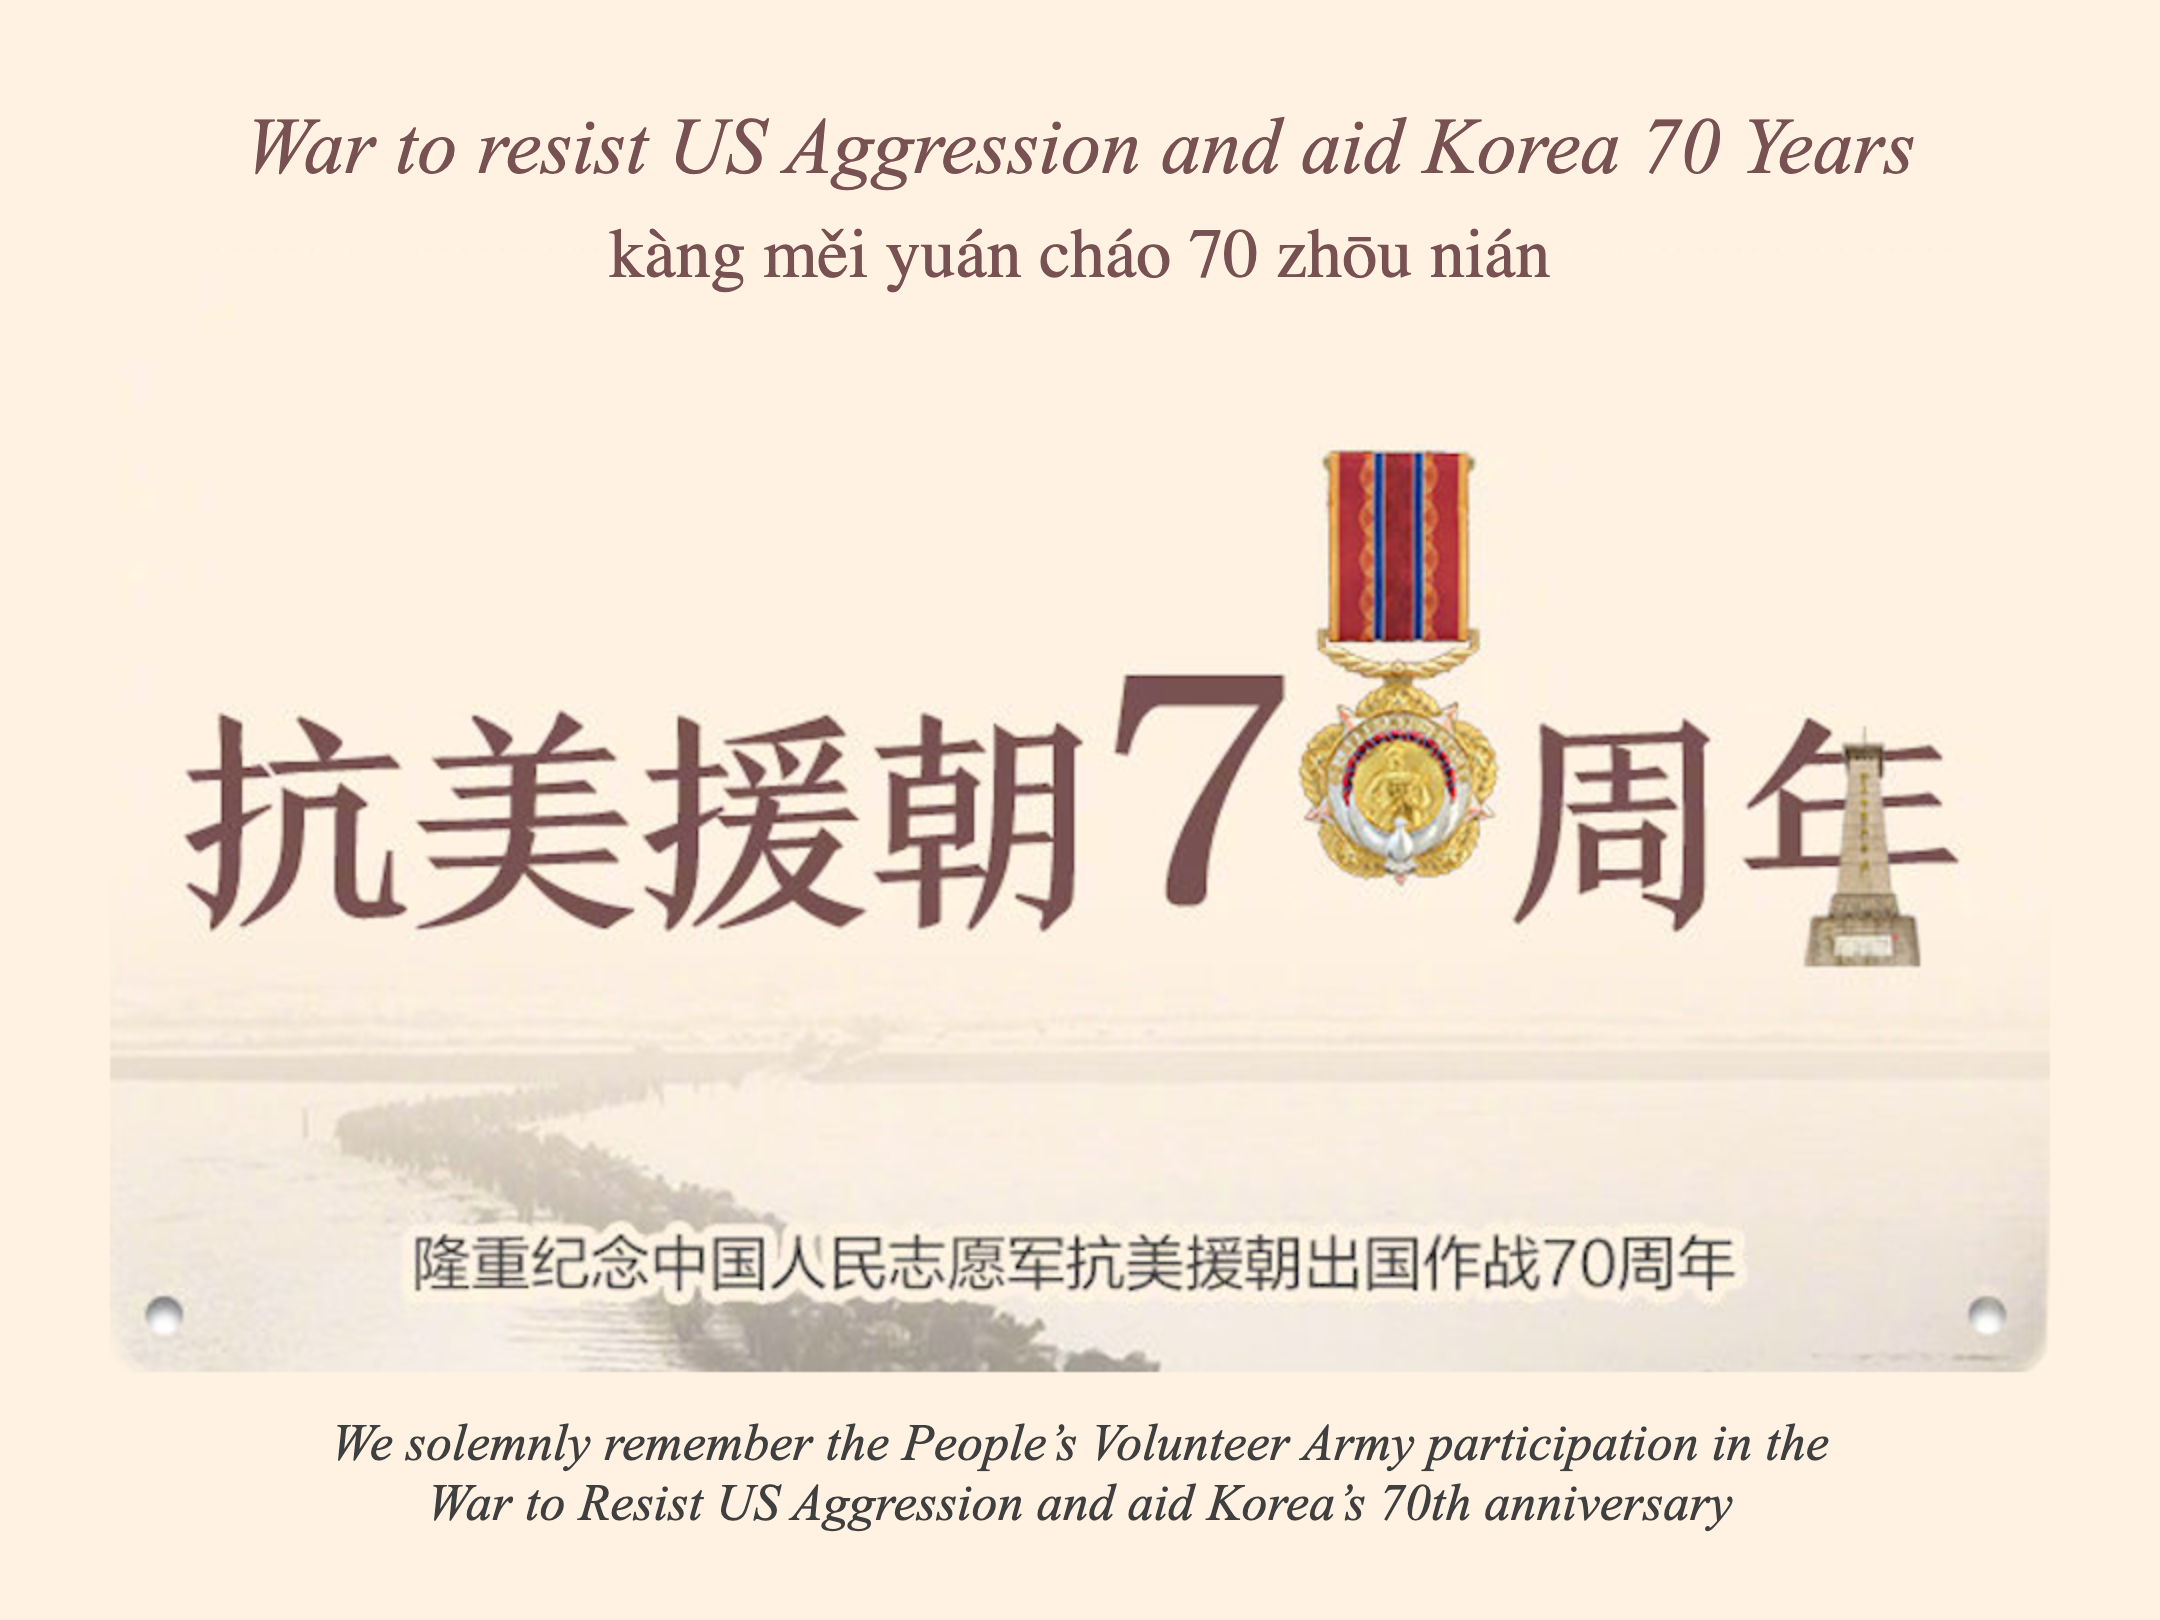 War to resist US Aggression and aid Korea 70 Years
kàng měi yuán cháo 70 zhōu nián
抗美援朝7周年
隆重纪念中国人民志愿军抗美援朝出国作战70周年
We solemnly remember the People’s Volunteer Army participation in the
War to Resist US Aggression and aid Korea’s 70th anniversary